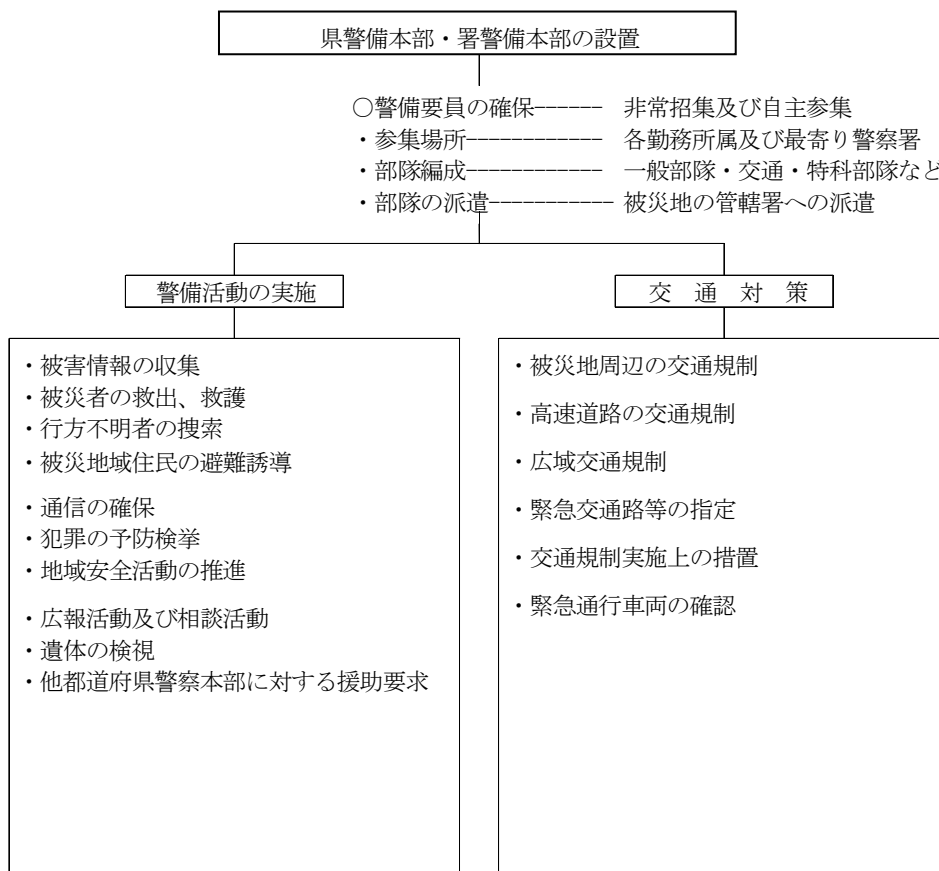 県警備本部・署警備本部の設置
○警備要員の確保------ 非常招集及び自主参集
・参集場所------------ 各勤務所属及び最寄り警察署
・部隊編成------------ 一般部隊・交通・特科部隊など
・部隊の派遣----------- 被災地の管轄署への派遣
警備活動の実施
交 通 対 策
・被害情報の収集
・被災者の救出、救護
・行方不明者の捜索
・被災地域住民の避難誘導
・通信の確保
・犯罪の予防検挙
・地域安全活動の推進
・広報活動及び相談活動
・遺体の検視
・他都道府県警察本部に対する援助要求
・被災地周辺の交通規制
・高速道路の交通規制
・広域交通規制
・緊急交通路等の指定
・交通規制実施上の措置
・緊急通行車両の確認